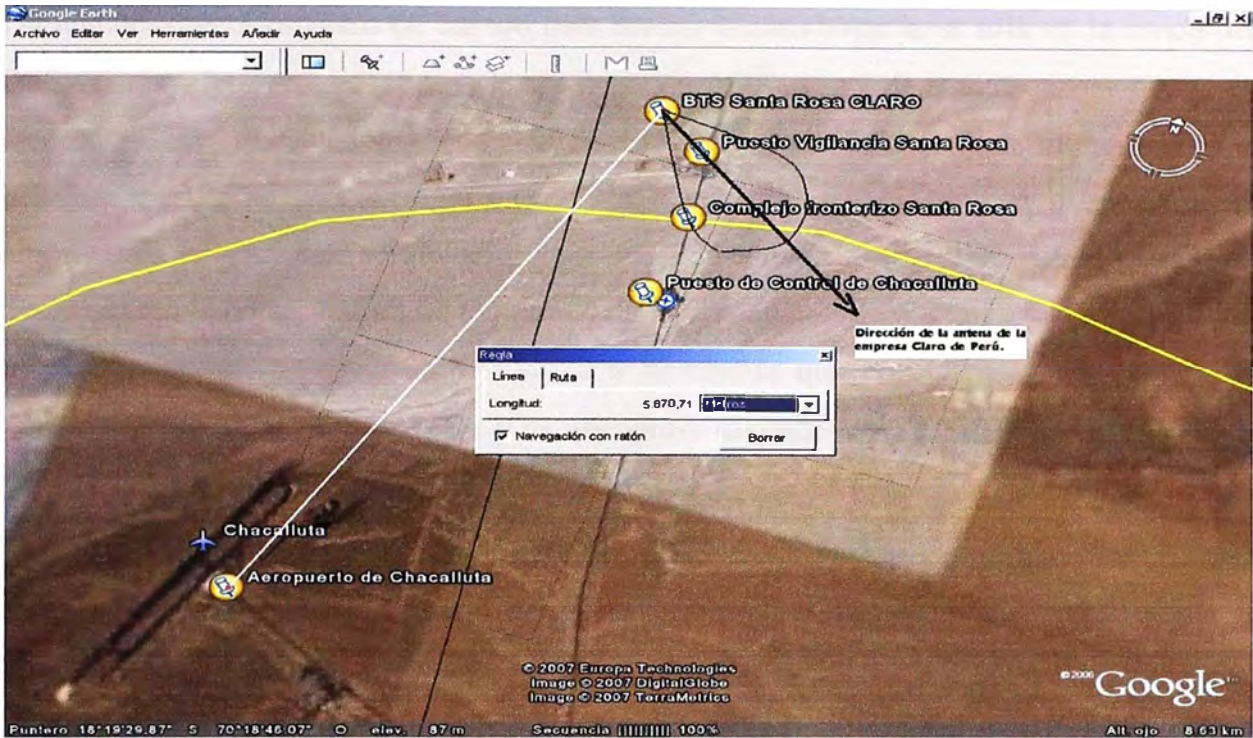 Google Earth
Archivo Editar Ver Herramientas Añadir Ayuda
BTS Santa Rosa CLARO
Puesto Vigilancia Santa Rosa
N
Complejo fronterizo Santa Rosa
Puesto de Control de Chacalluta
Dirección de la antena de la
empresa Claro de Perú.
Regla
Línea Ruta
Longitud: 5.670,71 Metros
Navegación con ratón Borrar
Chacalluta
Aeropuerto de Chacalluta
© 2007 Europa Technologies
Image © 2007 DigitalGlobe
Image © 2007 TerraMetrics
© 2006 Google™
Puntero 18°19'29.87" S 70°18'46.07" O elev. 87 m Secuencia 100% Alt. ojo 8.63 km